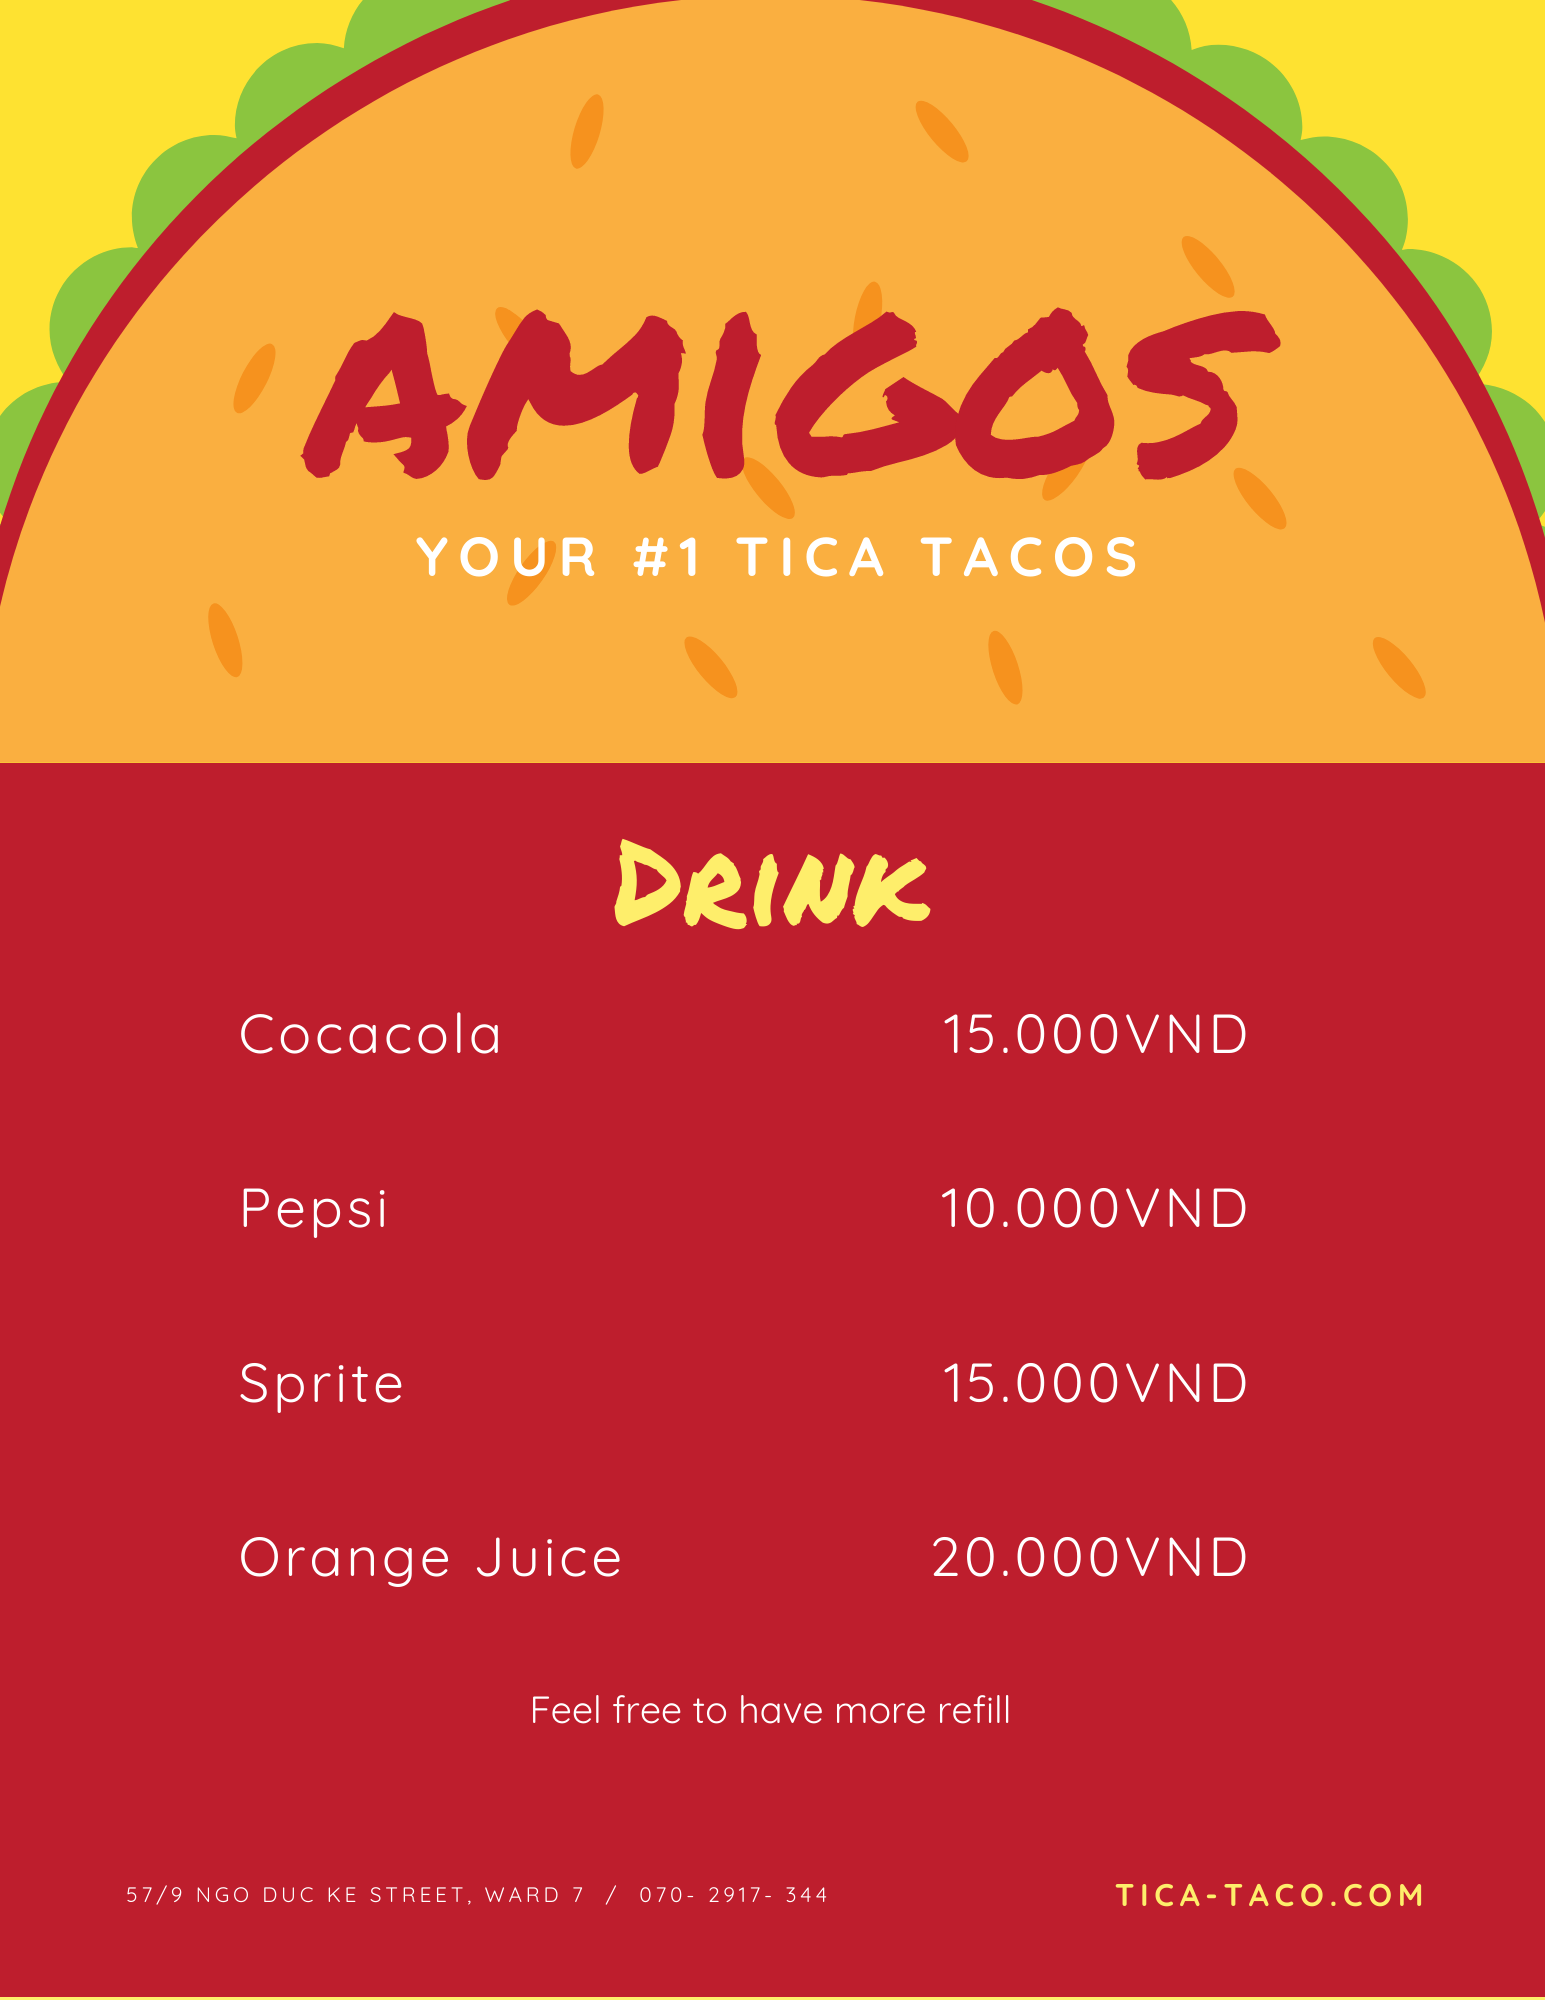 AMIGOS
YOUR #1 TICA TACOS
DRINK
Cocacola 15.000VND
Pepsi 10.000VND
Sprite 15.000VND
Orange Juice 20.000VND
Feel free to have more refill
57/9 NGO DUC KE STREET, WARD 7 / 070- 2917- 344 TICA-TACO.COM